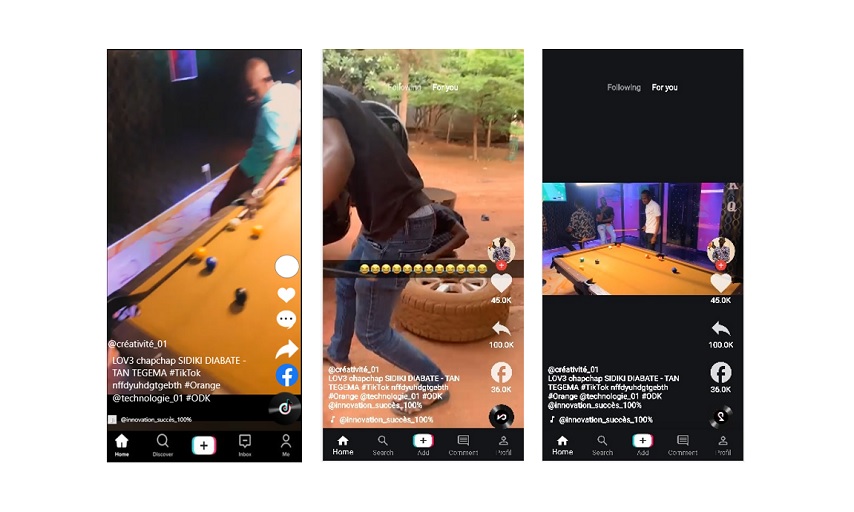 @créativité_01
LOV3 chapchap SIDIKI DIABATE -
TAN TEGEMA #TikTok
nffdyuhdgtgebth #Orange
@technologie_01 #ODK
@innovation_succès_100%
Home
Discover
Inbox
Me
Following
For you
45.0K
100.0K
36.0K
@créativité_01
LOV3 chapchap SIDIKI DIABATE - TAN
TEGEMA #TikTok nffdyuhdgtgebth
#Orange @technologie_01 #ODK
@innovation_succès_100%
@innovation_succès_100%
Home
Search
Add
Comment
Profil
Following
For you
45.0K
100.0K
36.0K
@créativité_01
LOV3 chapchap SIDIKI DIABATE - TAN
TEGEMA #TikTok nffdyuhdgtgebth
#Orange @technologie_01 #ODK
@innovation_succès_100%
@innovation_succès_100%
Home
Search
Add
Comment
Profil